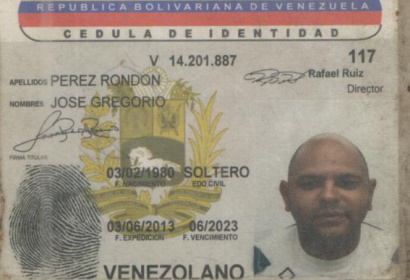 REPUBLICA BOLIVARIANA DE VENEZUELA
CEDULA DE IDENTIDAD
V 14.201.887
117
APELLIDOS PEREZ RONDON
Rafael Ruiz
Director
NOMBRES JOSE GREGORIO
FIRMA TITULAR
03/02/1980 SOLTERO
F. NACIMIENTO EDO CIVIL
03/06/2013 06/2023
F. EXPEDICION F. VENCIMIENTO
VENEZOLANO